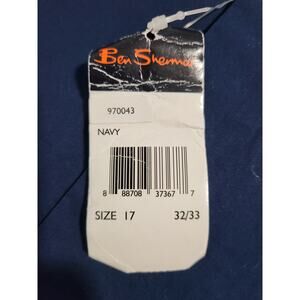 Ben Sherman
970043
NAVY
8 88708 37367 7
SIZE 17 32/33